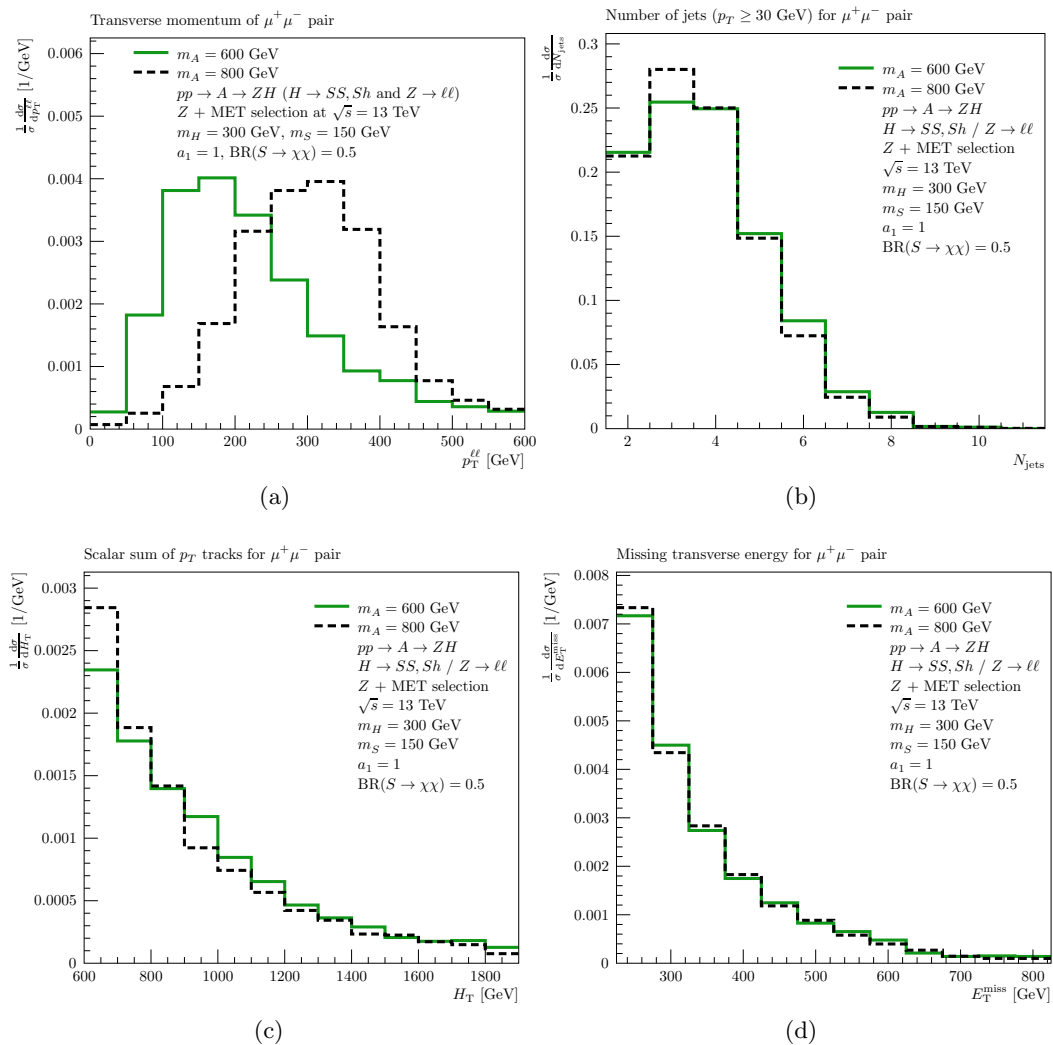 Transverse momentum of μ⁺μ⁻ pair
1/σ dσ/dp_T^ℓℓ [1/GeV]
0.006
0.005
0.004
0.003
0.002
0.001
0
m_A = 600 GeV
m_A = 800 GeV
pp → A → ZH (H → SS, Sh and Z → ℓℓ)
Z + MET selection at √s = 13 TeV
m_H = 300 GeV, m_S = 150 GeV
a₁ = 1, BR(S → χχ) = 0.5
0 100 200 300 400 500 600
p_T^ℓℓ [GeV]
(a)
Number of jets (p_T ≥ 30 GeV) for μ⁺μ⁻ pair
1/σ dσ/dN_jets
0.3
0.25
0.2
0.15
0.1
0.05
0
m_A = 600 GeV
m_A = 800 GeV
pp → A → ZH
H → SS, Sh / Z → ℓℓ
Z + MET selection
√s = 13 TeV
m_H = 300 GeV
m_S = 150 GeV
a₁ = 1
BR(S → χχ) = 0.5
2 4 6 8 10
N_jets
(b)
Scalar sum of p_T tracks for μ⁺μ⁻ pair
1/σ dσ/dH_T [1/GeV]
0.003
0.0025
0.002
0.0015
0.001
0.0005
0
m_A = 600 GeV
m_A = 800 GeV
pp → A → ZH
H → SS, Sh / Z → ℓℓ
Z + MET selection
√s = 13 TeV
m_H = 300 GeV
m_S = 150 GeV
a₁ = 1
BR(S → χχ) = 0.5
600 800 1000 1200 1400 1600 1800
H_T [GeV]
(c)
Missing transverse energy for μ⁺μ⁻ pair
1/σ dσ/dE_T^miss [1/GeV]
0.008
0.007
0.006
0.005
0.004
0.003
0.002
0.001
0
m_A = 600 GeV
m_A = 800 GeV
pp → A → ZH
H → SS, Sh / Z → ℓℓ
Z + MET selection
√s = 13 TeV
m_H = 300 GeV
m_S = 150 GeV
a₁ = 1
BR(S → χχ) = 0.5
300 400 500 600 700 800
E_T^miss [GeV]
(d)